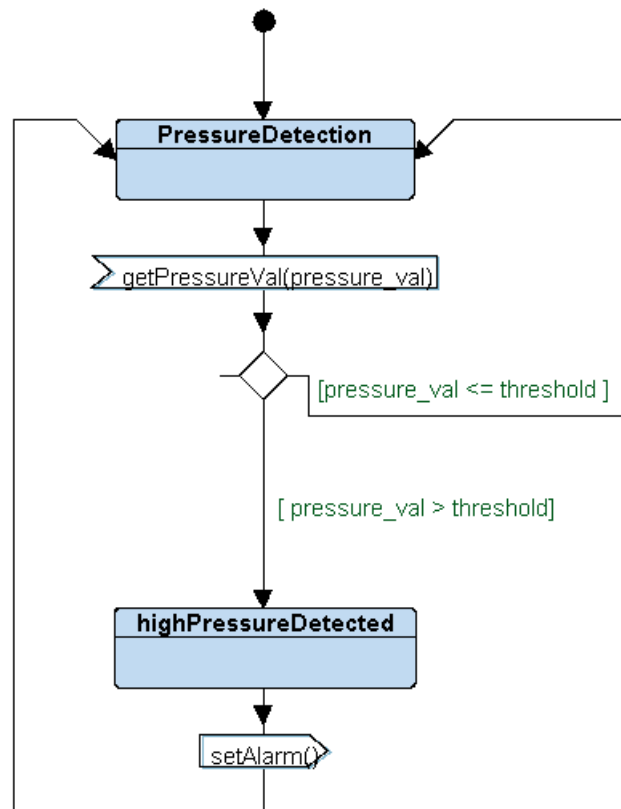 PressureDetection
getPressureVal(pressure_val)
[pressure_val <= threshold ]
[ pressure_val > threshold]
highPressureDetected
setAlarm()